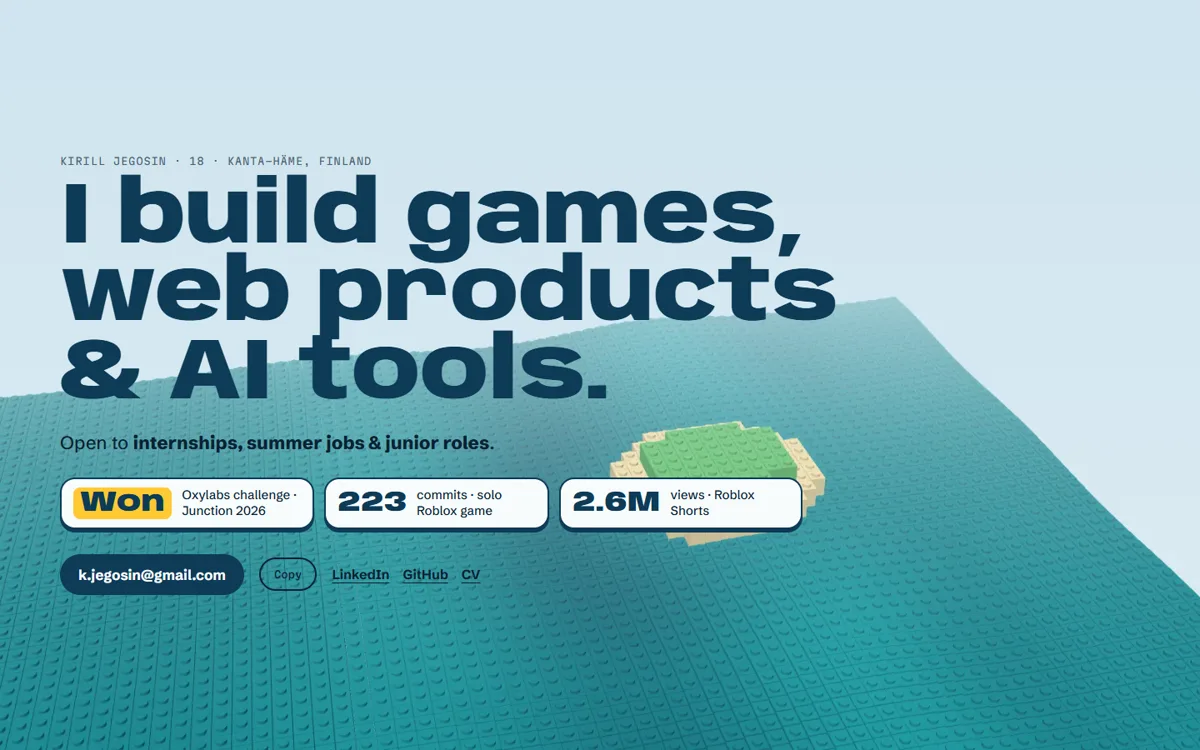 KIRILL JEGOSIN · 18 · KANTA-HÄME, FINLAND
I build games,
web products
& AI tools.
Open to internships, summer jobs & junior roles.
Won
Oxylabs challenge ·
Junction 2026
223
commits · solo
Roblox game
2.6M
views · Roblox
Shorts
k.jegosin@gmail.com
Copy
LinkedIn
GitHub
CV